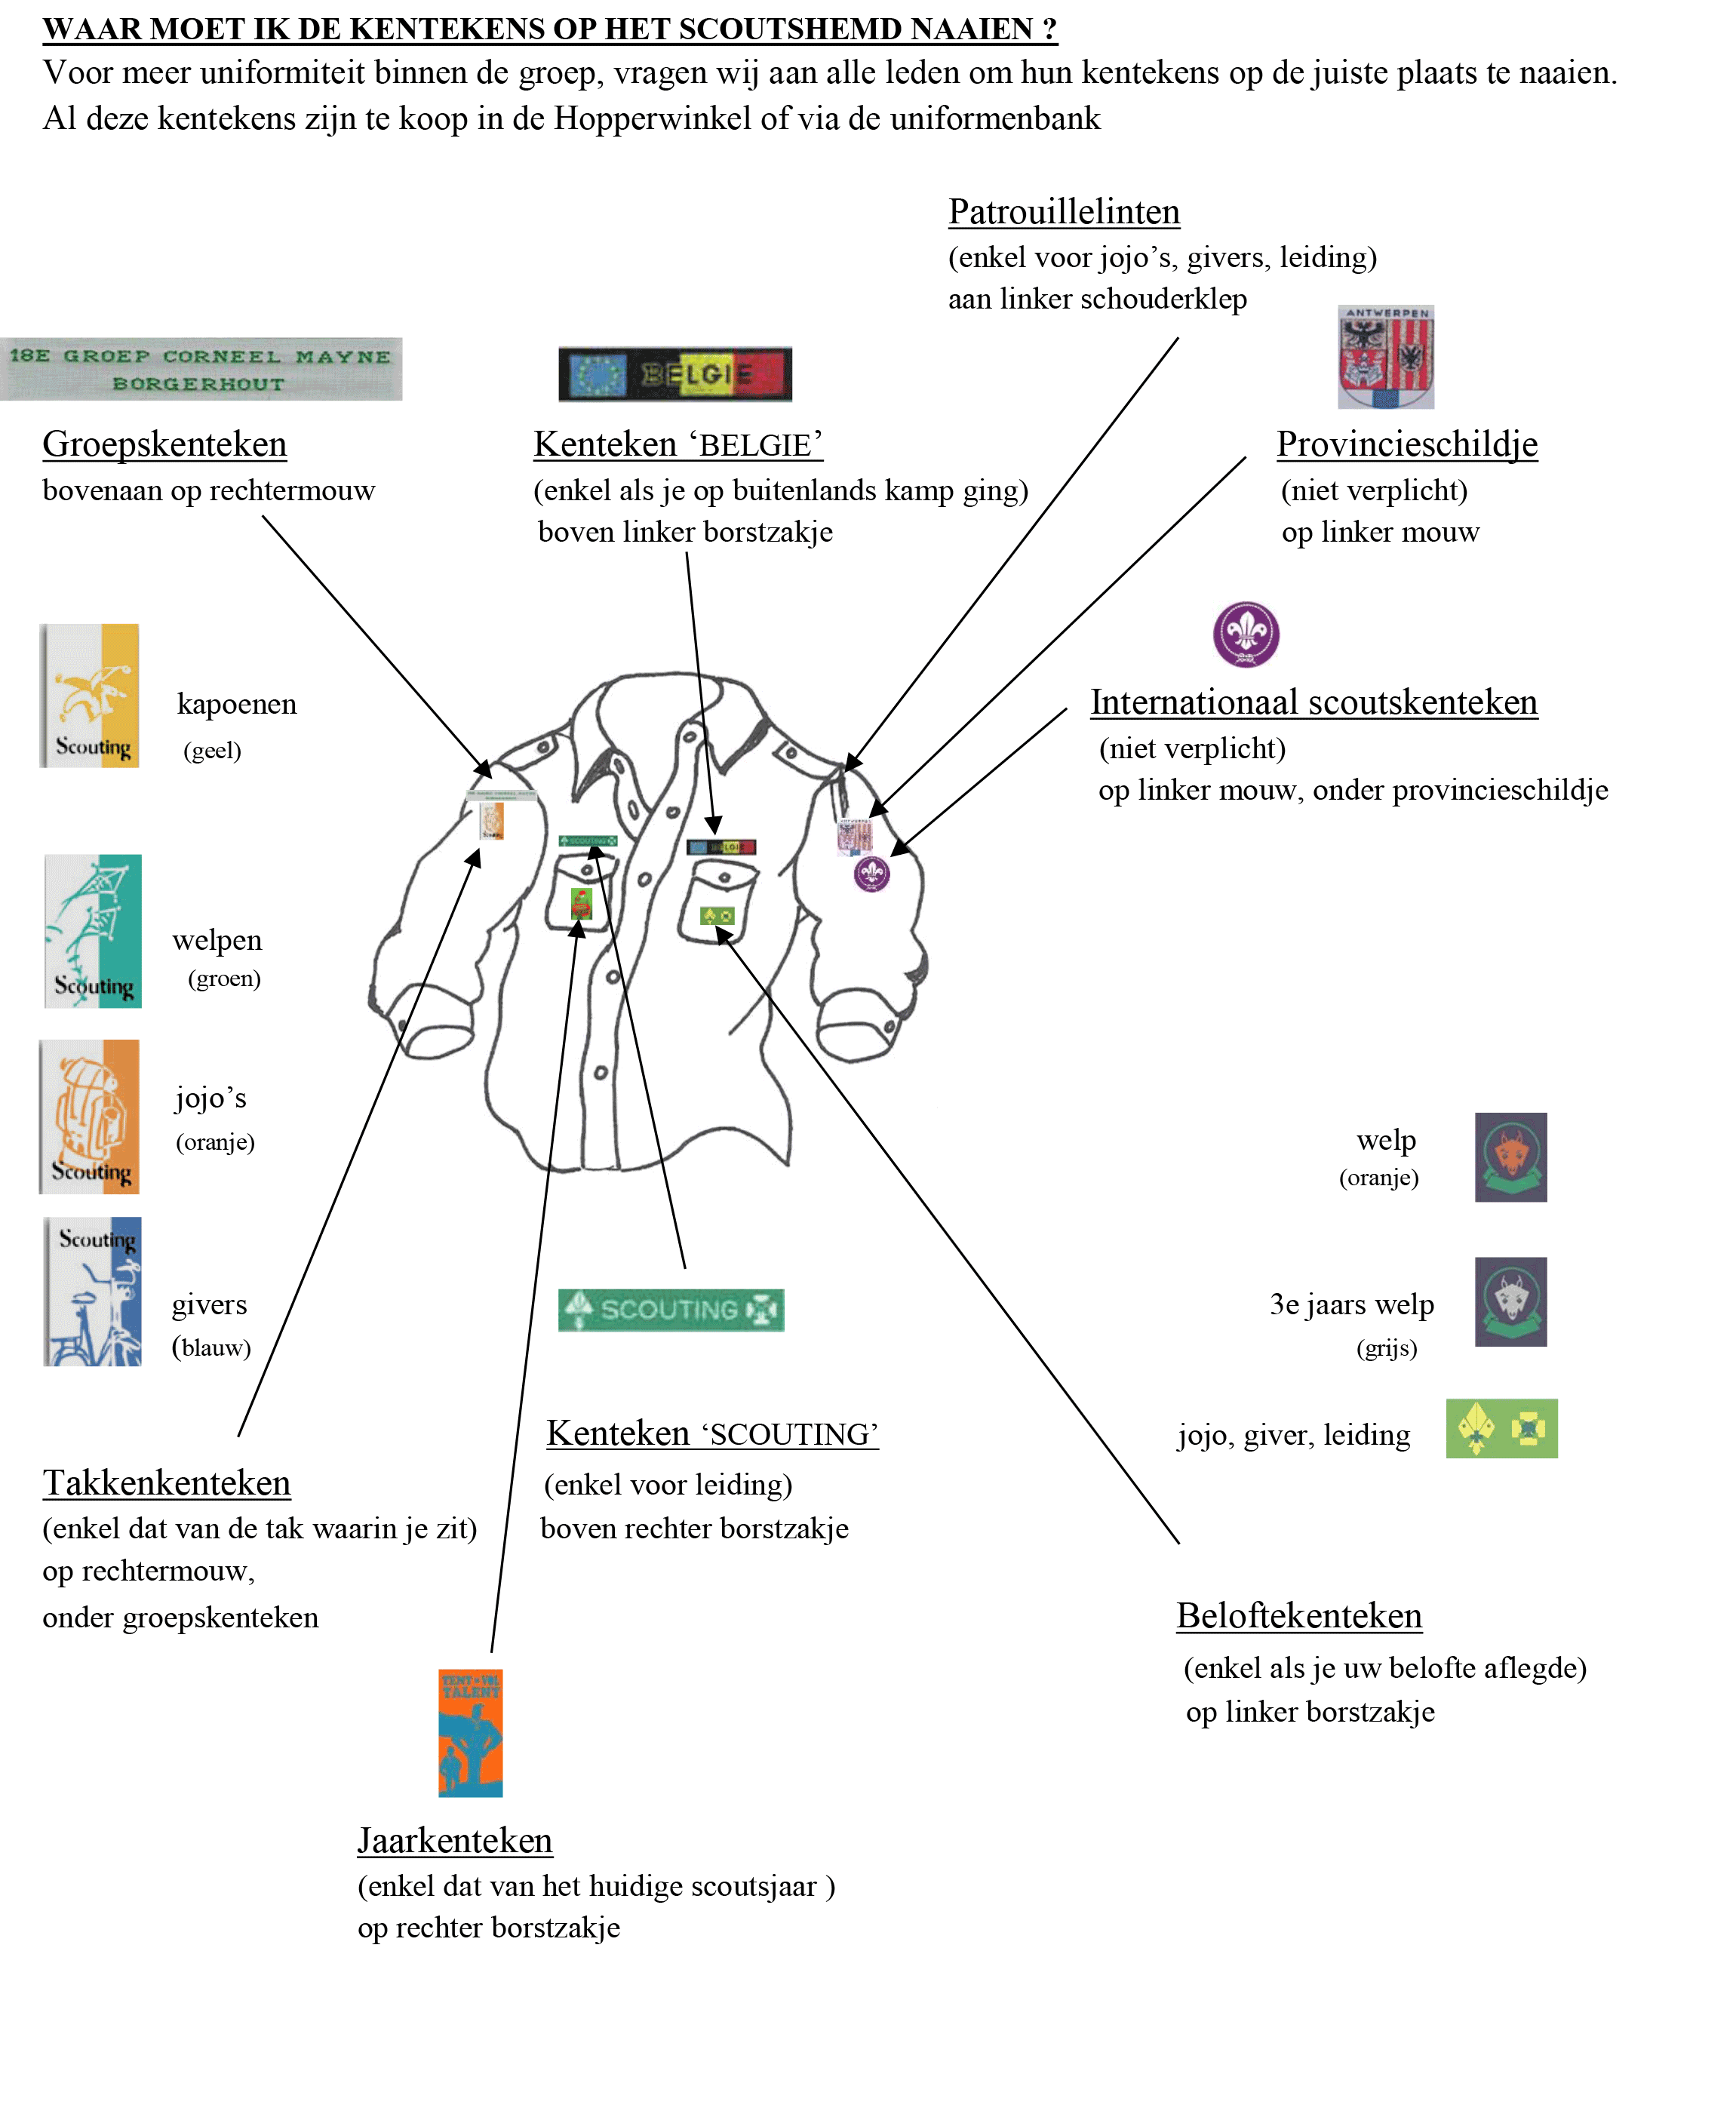 WAAR MOET IK DE KENTEKENS OP HET SCOUTSHEMD NAAIEN ?
Voor meer uniformiteit binnen de groep, vragen wij aan alle leden om hun kentekens op de juiste plaats te naaien.
Al deze kentekens zijn te koop in de Hopperwinkel of via de uniformenbank
Patrouillelinten
(enkel voor jojo’s, givers, leiding)
aan linker schouderklep
18E GROEP CORNEEL MAYNE
BORGERHOUT
Groepskenteken
bovenaan op rechtermouw
BELGIE
Kenteken ‘BELGIE’
(enkel als je op buitenlands kamp ging)
boven linker borstzakje
ANTWERPEN
Provincieschildje
(niet verplicht)
op linker mouw
Internationaal scoutskenteken
(niet verplicht)
op linker mouw, onder provincieschildje
Scouting
kapoenen
(geel)
Scouting
welpen
(groen)
Scouting
jojo’s
(oranje)
Scouting
givers
(blauw)
SCOUTING
BELGIE
ANTWERPEN
welp
(oranje)
3e jaars welp
(grijs)
jojo, giver, leiding
SCOUTING
Kenteken ‘SCOUTING’
(enkel voor leiding)
boven rechter borstzakje
Takkenkenteken
(enkel dat van de tak waarin je zit)
op rechtermouw,
onder groepskenteken
Beloftekenteken
(enkel als je uw belofte aflegde)
op linker borstzakje
TENT VOL
TALENT
Jaarkenteken
(enkel dat van het huidige scoutsjaar )
op rechter borstzakje